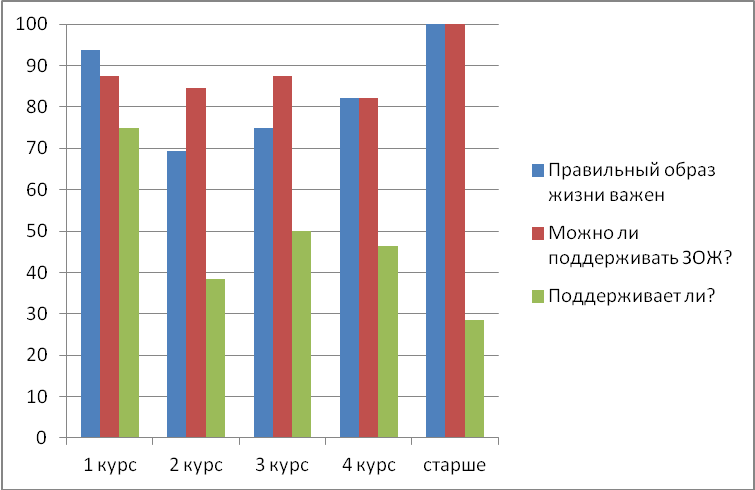 100
90
80
70
60
50
40
30
20
10
0
1 курс
2 курс
3 курс
4 курс
старше
Правильный образ
жизни важен
Можно ли
поддерживать ЗОЖ?
Поддерживает ли?